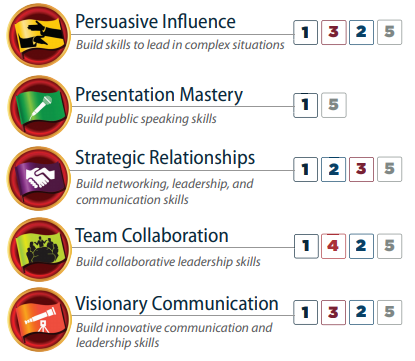 Persuasive Influence
Build skills to lead in complex situations
1 3 2 5
Presentation Mastery
Build public speaking skills
1 5
Strategic Relationships
Build networking, leadership, and
communication skills
1 2 3 5
Team Collaboration
Build collaborative leadership skills
1 4 2 5
Visionary Communication
Build innovative communication and
leadership skills
1 3 2 5